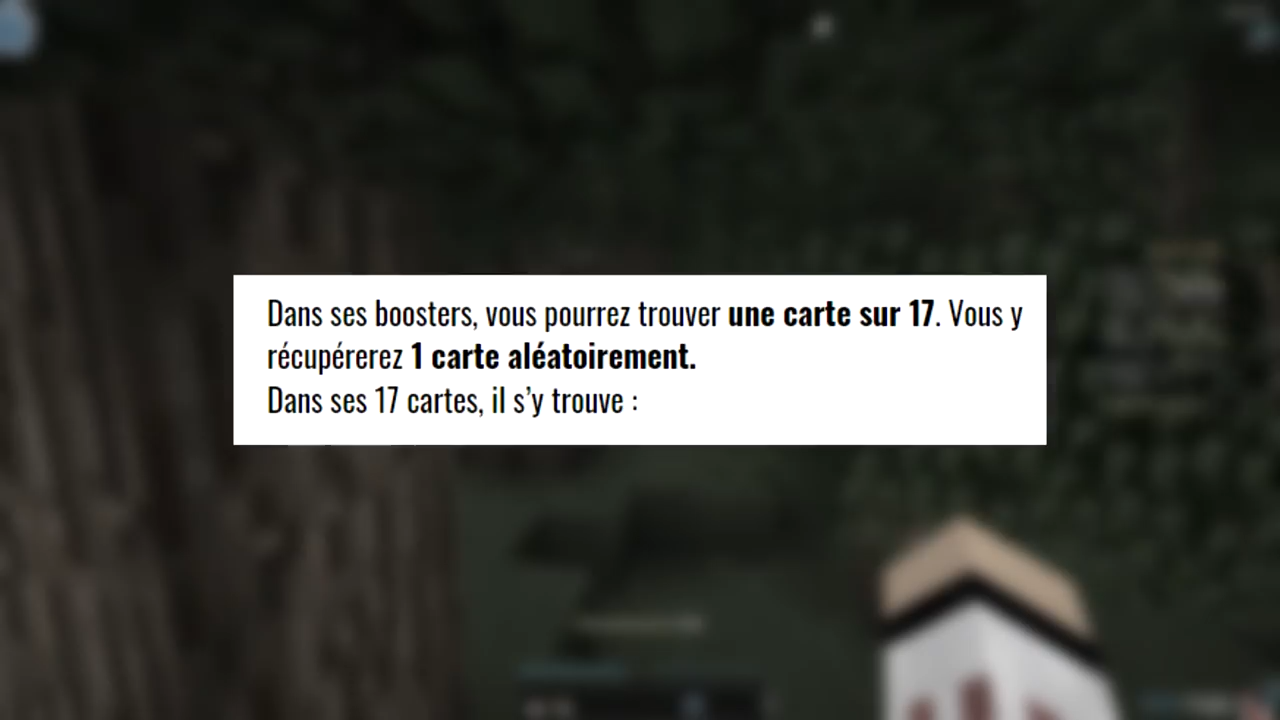 Dans ses boosters, vous pourrez trouver une carte sur 17. Vous y
récupérerez 1 carte aléatoirement.
Dans ses 17 cartes, il s’y trouve :